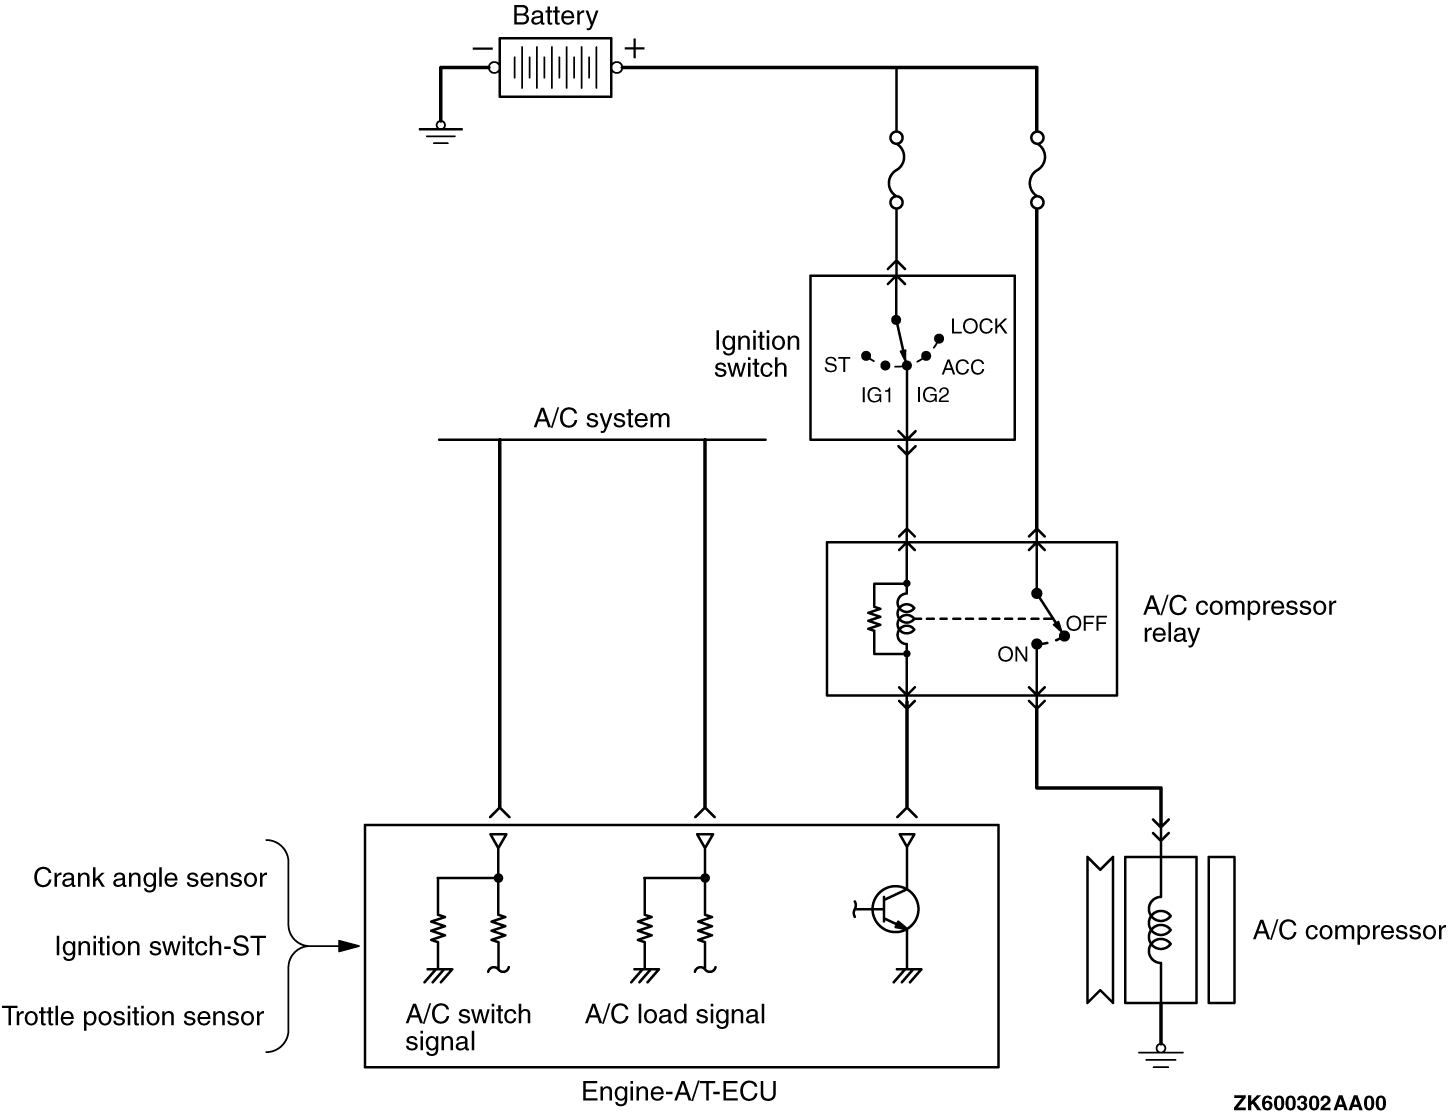 Battery
− +
LOCK
Ignition
switch
ST
ACC
IG1
IG2
A/C system
A/C compressor
relay
OFF
ON
Crank angle sensor
Ignition switch-ST
Trottle position sensor
A/C switch
signal
A/C load signal
A/C compressor
Engine-A/T-ECU
ZK600302AA00